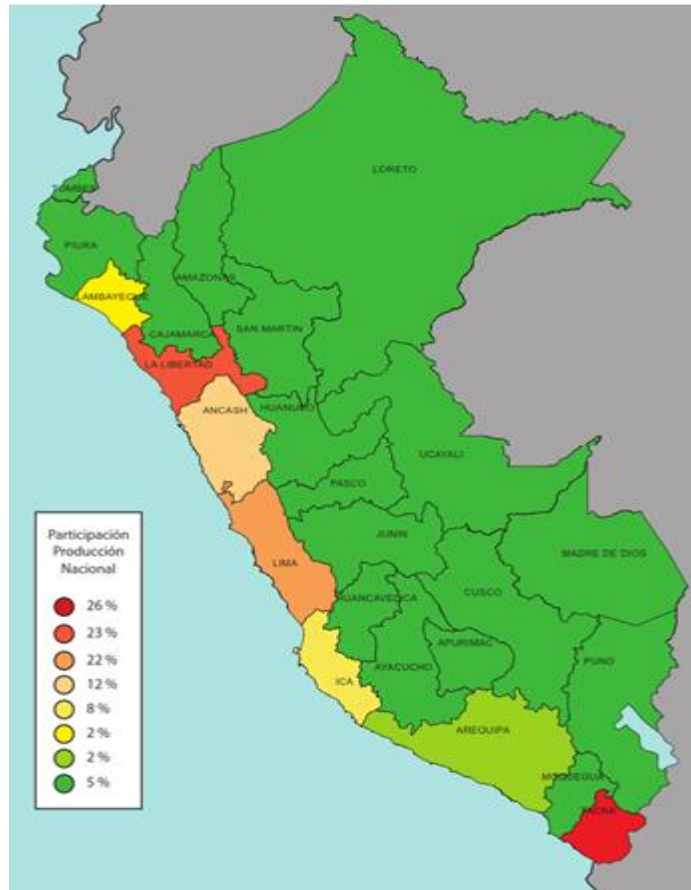 TUMBES
LORETO
PIURA
AMAZONAS
LAMBAYEQUE
CAJAMARCA
SAN MARTIN
LA LIBERTAD
ANCASH
HUANUCO
UCAYALI
PASCO
JUNIN
MADRE DE DIOS
LIMA
CUSCO
HUANCAVELICA
APURIMAC
PUNO
AYACUCHO
ICA
AREQUIPA
MOQUEGUA
TACNA
Participación
Producción
Nacional
26 %
23 %
22 %
12 %
8 %
2 %
2 %
5 %